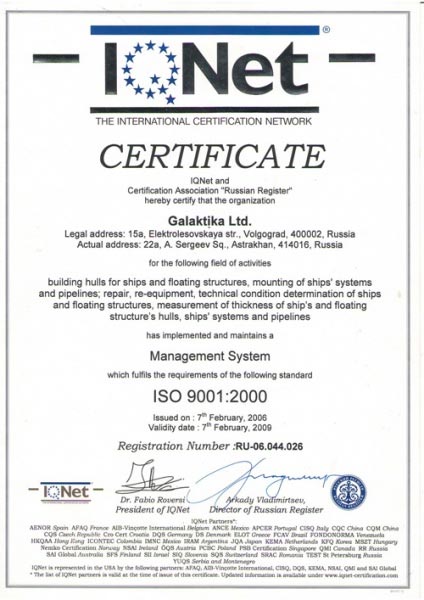 IQNet ®
THE INTERNATIONAL CERTIFICATION NETWORK
CERTIFICATE
IQNet and
Certification Association "Russian Register"
hereby certify that the organization
Galaktika Ltd.
Legal address: 15a, Elektrolesovskaya str., Volgograd, 400002, Russia
Actual address: 22a, A. Sergeev Sq., Astrakhan, 414016, Russia
for the following field of activities
building hulls for ships and floating structures, mounting of ships' systems
and pipelines; repair, re-equipment, technical condition determination of ships
and floating structures, measurement of thickness of ship's and floating
structure's hulls, ships' systems and pipelines
has implemented and maintains a
Management System
which fulfils the requirements of the following standard
ISO 9001:2000
Issued on : 7th February, 2006
Validity date : 7th February, 2009
Registration Number :RU-06.044.026
IQNet
Dr. Fabio Roversi
President of IQNet
Arkady Vladimirtsev,
Director of Russian Register
IQNet Partners*:
AENOR Spain AFAQ France AIB-Vinçotte International Belgium ANCE Mexico APCER Portugal CISQ Italy CQC China CQM China
CQS Czech Republic Cro Cert Croatia DQS Germany DS Denmark ELOT Greece FCAV Brazil FONDONORMA Venezuela
HKQAA Hong Kong ICONTEC Colombia IMNC Mexico IRAM Argentina JQA Japan KEMA Netherlands KFQ Korea MSZT Hungary
Nemko Certification Norway NSAI Ireland ÖQS Austria PCBC Poland PSB Certification Singapore QMI Canada RR Russia
SAI Global Australia SFS Finland SII Israel SIQ Slovenia SQS Switzerland SRAC Romania TEST St Petersburg Russia
YUQS Serbia and Montenegro
IQNet is represented in the USA by the following partners: AFAQ, AIB-Vinçotte International, CISQ, DQS, KEMA, NSAI, QMI and SAI Global
* The list of IQNet partners is valid at the time of issue of this certificate. Updated information is available under www.iqnet-certification.com